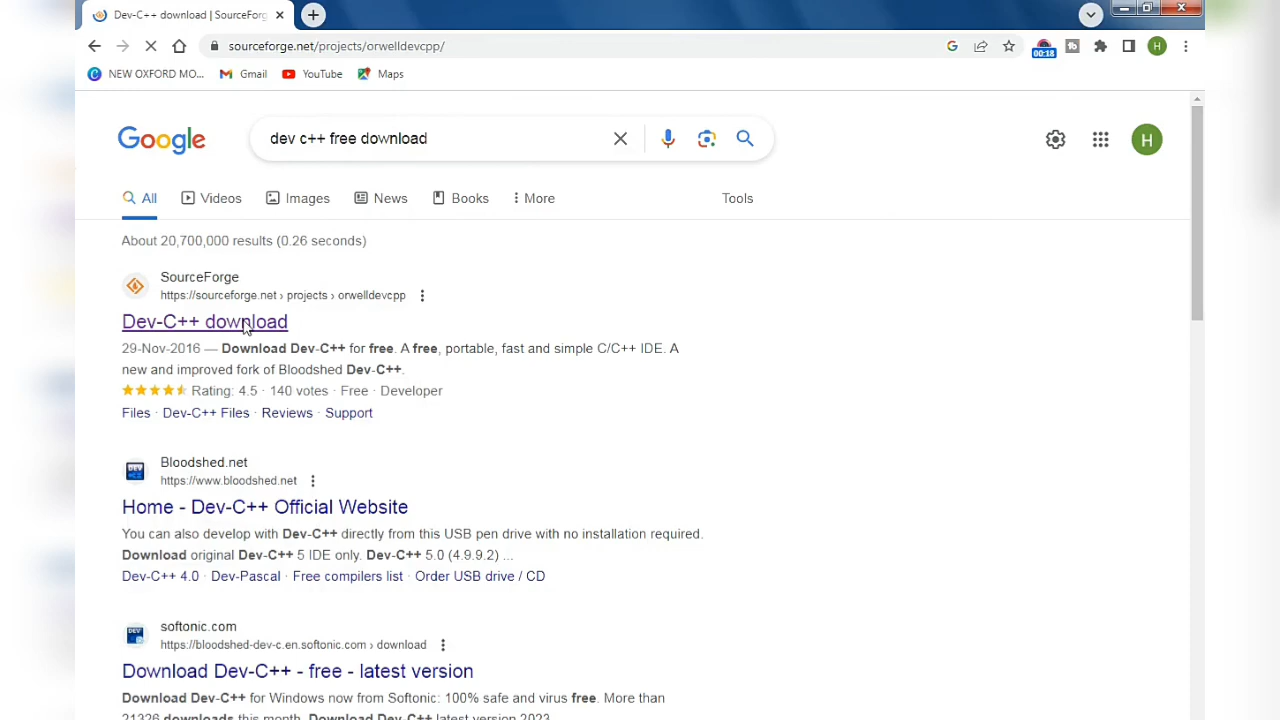 Dev-C++ download | SourceForg
sourceforge.net/projects/orwelldevcpp/
00:18
H
NEW OXFORD MO...
Gmail
YouTube
Maps
Google
dev c++ free download
H
All
Videos
Images
News
Books
More
Tools
About 20,700,000 results (0.26 seconds)
SourceForge
https://sourceforge.net › projects › orwelldevcpp
Dev-C++ download
29-Nov-2016 — Download Dev-C++ for free. A free, portable, fast and simple C/C++ IDE. A
new and improved fork of Bloodshed Dev-C++.
Rating: 4.5 · 140 votes · Free · Developer
Files · Dev-C++ Files · Reviews · Support
DEV
Bloodshed.net
https://www.bloodshed.net
Home - Dev-C++ Official Website
You can also develop with Dev-C++ directly from this USB pen drive with no installation required.
Download original Dev-C++ 5 IDE only. Dev-C++ 5.0 (4.9.9.2) ...
Dev-C++ 4.0 · Dev-Pascal · Free compilers list · Order USB drive / CD
DEV
softonic.com
https://bloodshed-dev-c.en.softonic.com › download
Download Dev-C++ - free - latest version
Download Dev-C++ for Windows now from Softonic: 100% safe and virus free. More than
21326 downloads this month. Download Dev-C++ latest version 2023